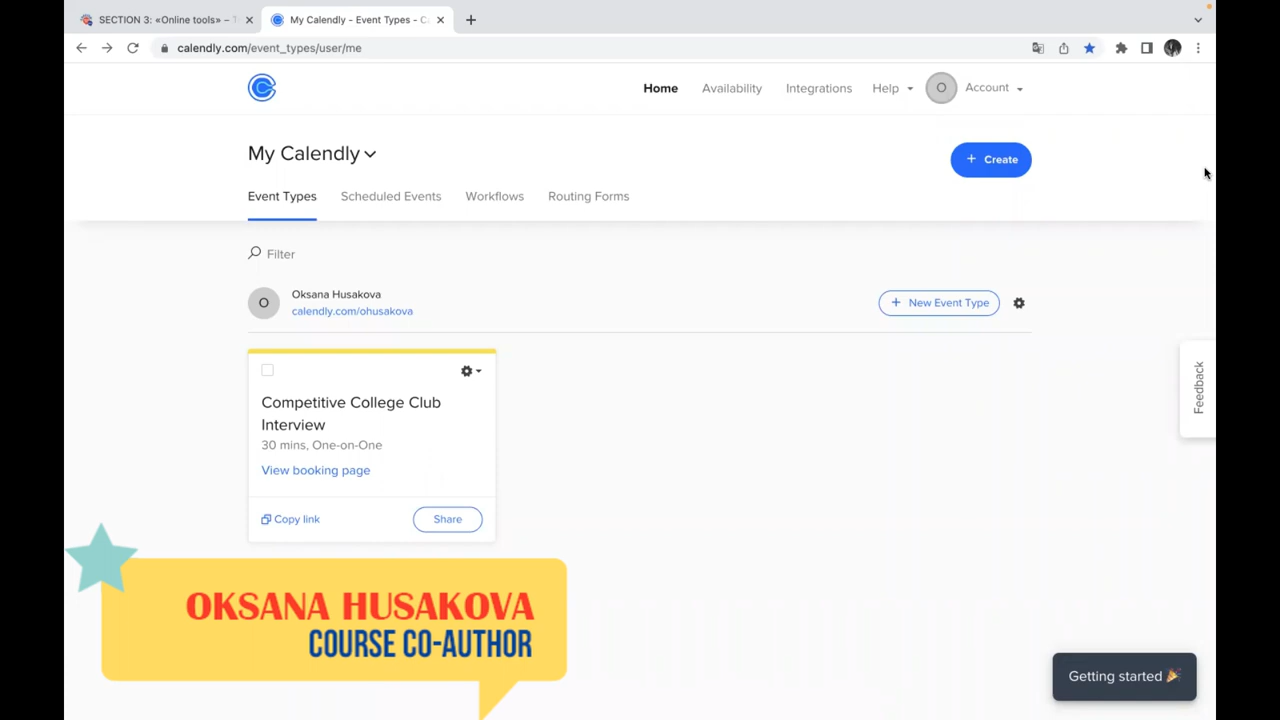 SECTION 3: «Online tools» –
My Calendly - Event Types - C
calendly.com/event_types/user/me
Home Availability Integrations Help O Account
My Calendly
+ Create
Event Types Scheduled Events Workflows Routing Forms
Filter
O
Oksana Husakova
calendly.com/ohusakova
+ New Event Type
Competitive College Club
Interview
30 mins, One-on-One
View booking page
Copy link
Share
Feedback
OKSANA HUSAKOVA
COURSE CO-AUTHOR
Getting started 🎉